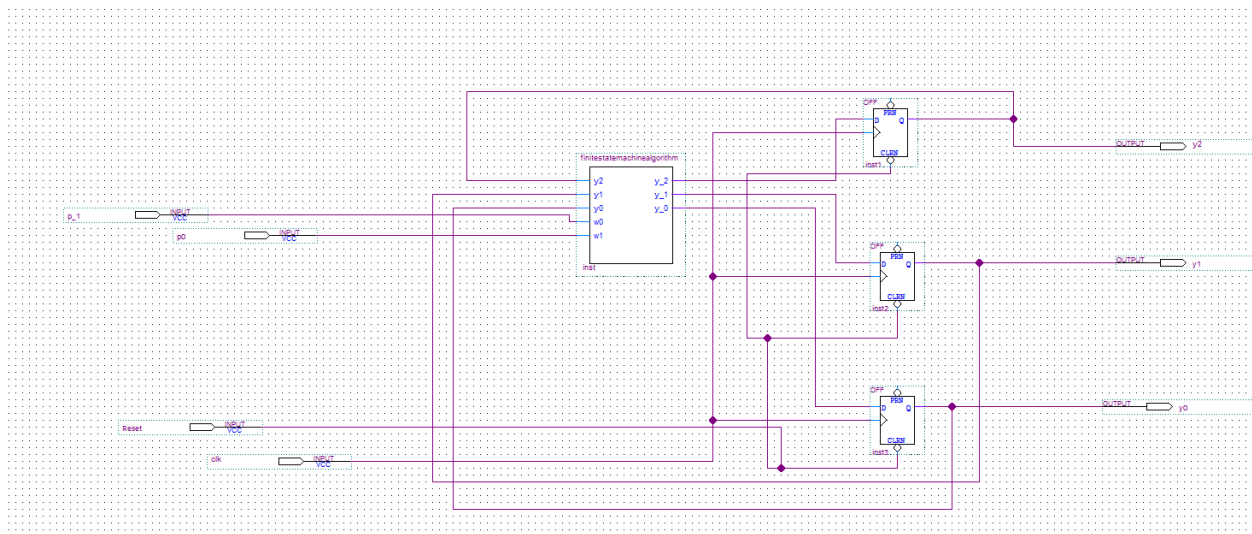 DFF
PRN
D Q
CLRN
inst1
OUTPUT y2
finitestatemachinealgorithm
y2 y_2
y1 y_1
y0 y_0
w0
w1
inst
p_1 INPUT
VCC
p0 INPUT
VCC
DFF
PRN
D Q
CLRN
inst2
OUTPUT y1
DFF
PRN
D Q
CLRN
inst3
OUTPUT y0
Reset INPUT
VCC
clk INPUT
VCC